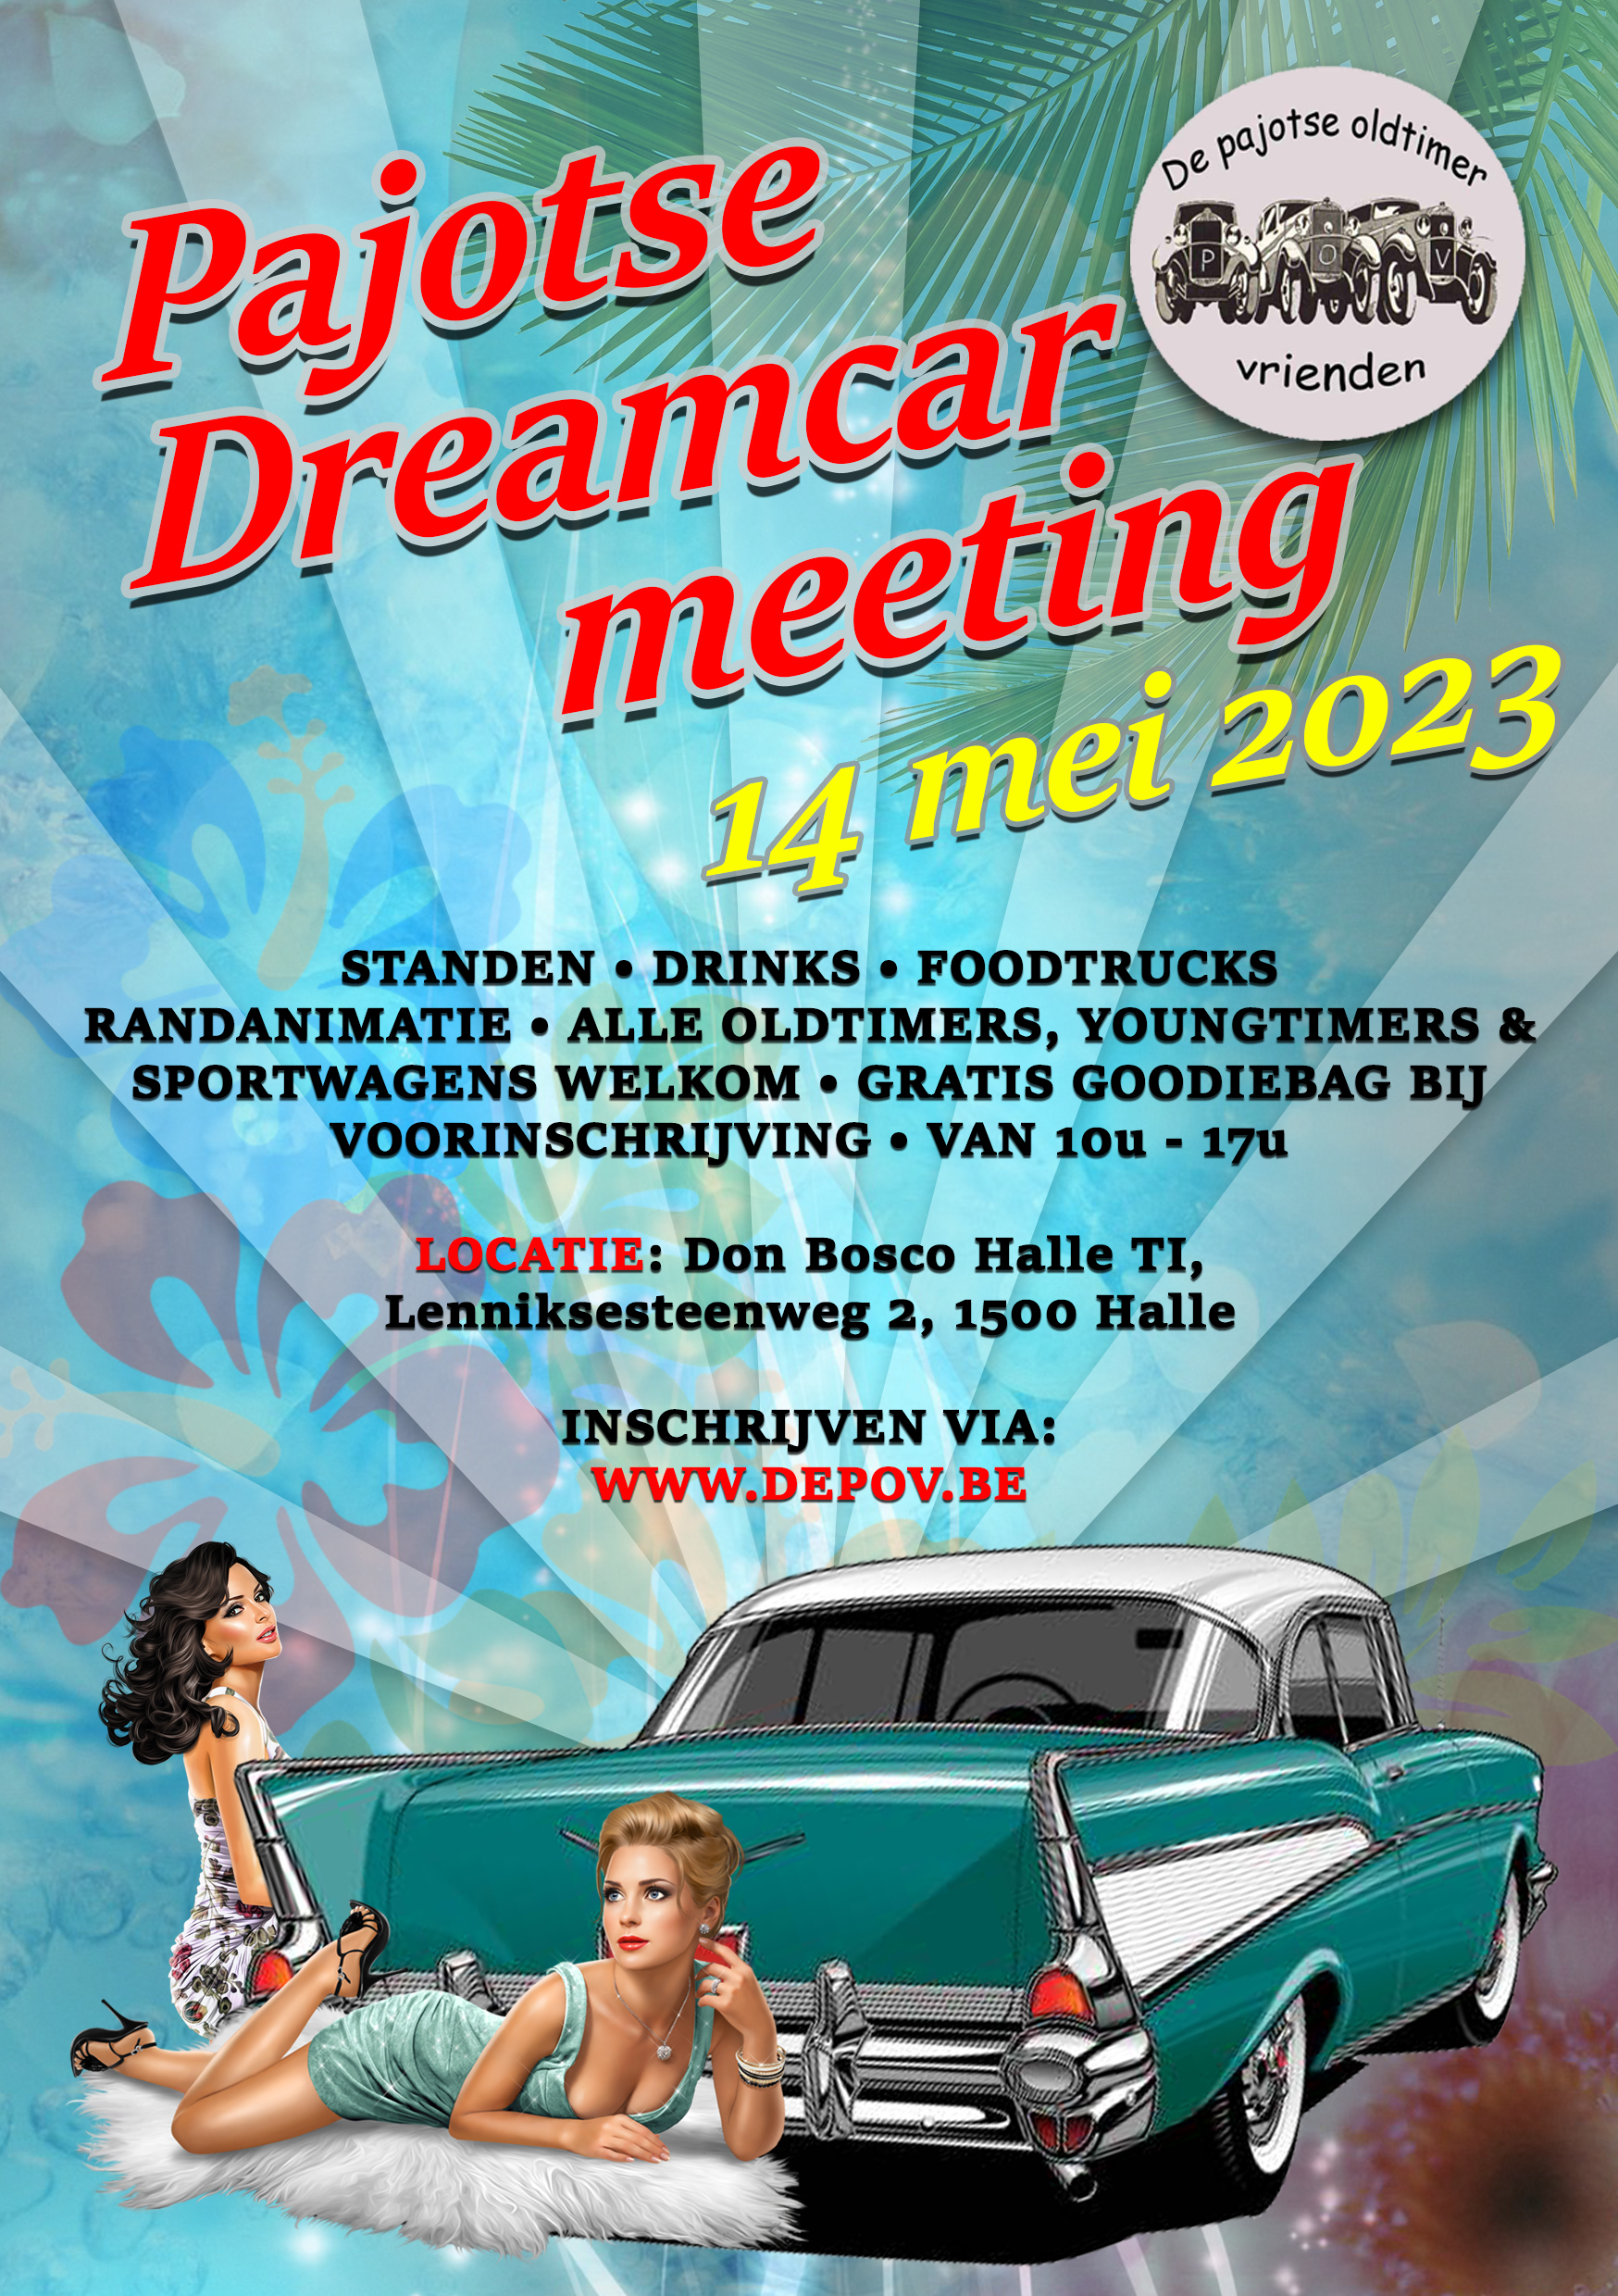 Pajotse
Dreamcar
meeting
De pajotse oldtimer
P O V
vrienden
14 mei 2023
STANDEN • DRINKS • FOODTRUCKS
RANDANIMATIE • ALLE OLDTIMERS, YOUNGTIMERS &
SPORTWAGENS WELKOM • GRATIS GOODIEBAG BIJ
VOORINSCHRIJVING • VAN 10u - 17u
LOCATIE: Don Bosco Halle TI,
Lenniksesteenweg 2, 1500 Halle
INSCHRIJVEN VIA:
WWW.DEPOV.BE